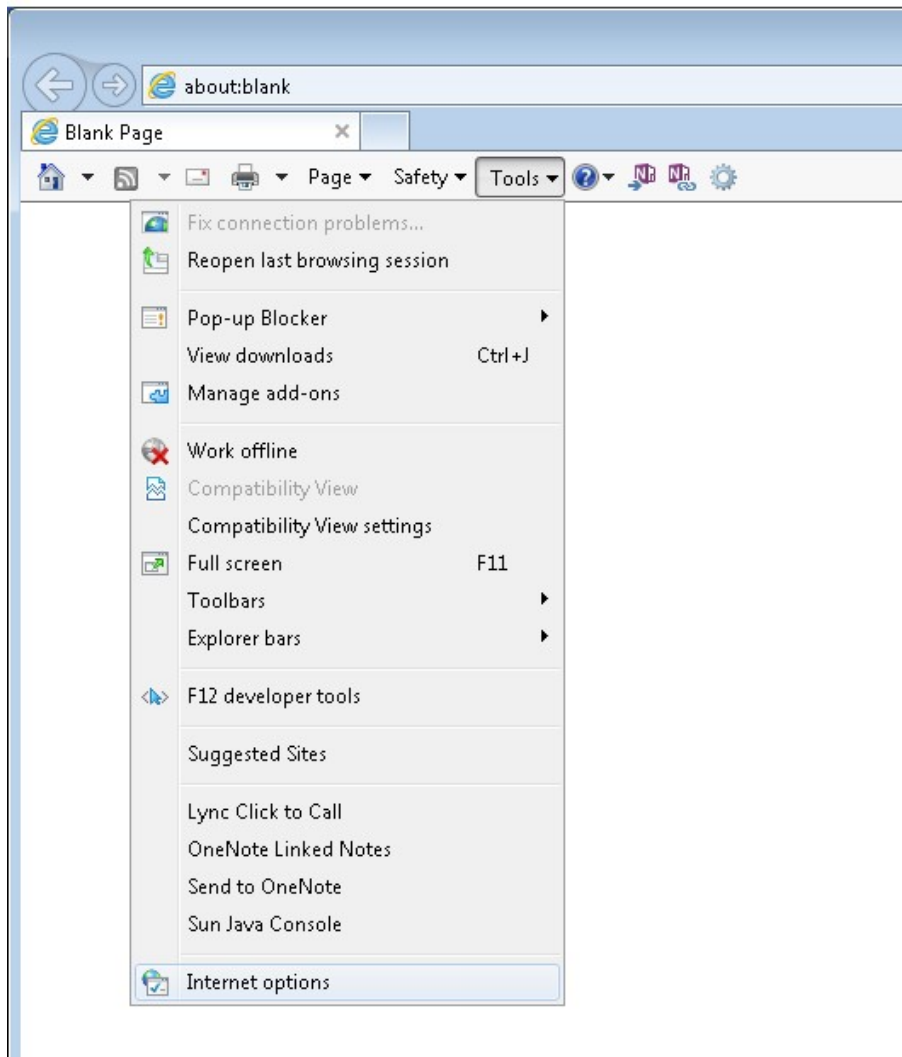 about:blank
Blank Page
Page Safety Tools
Fix connection problems...
Reopen last browsing session
Pop-up Blocker
View downloads Ctrl+J
Manage add-ons
Work offline
Compatibility View
Compatibility View settings
Full screen F11
Toolbars
Explorer bars
F12 developer tools
Suggested Sites
Lync Click to Call
OneNote Linked Notes
Send to OneNote
Sun Java Console
Internet options